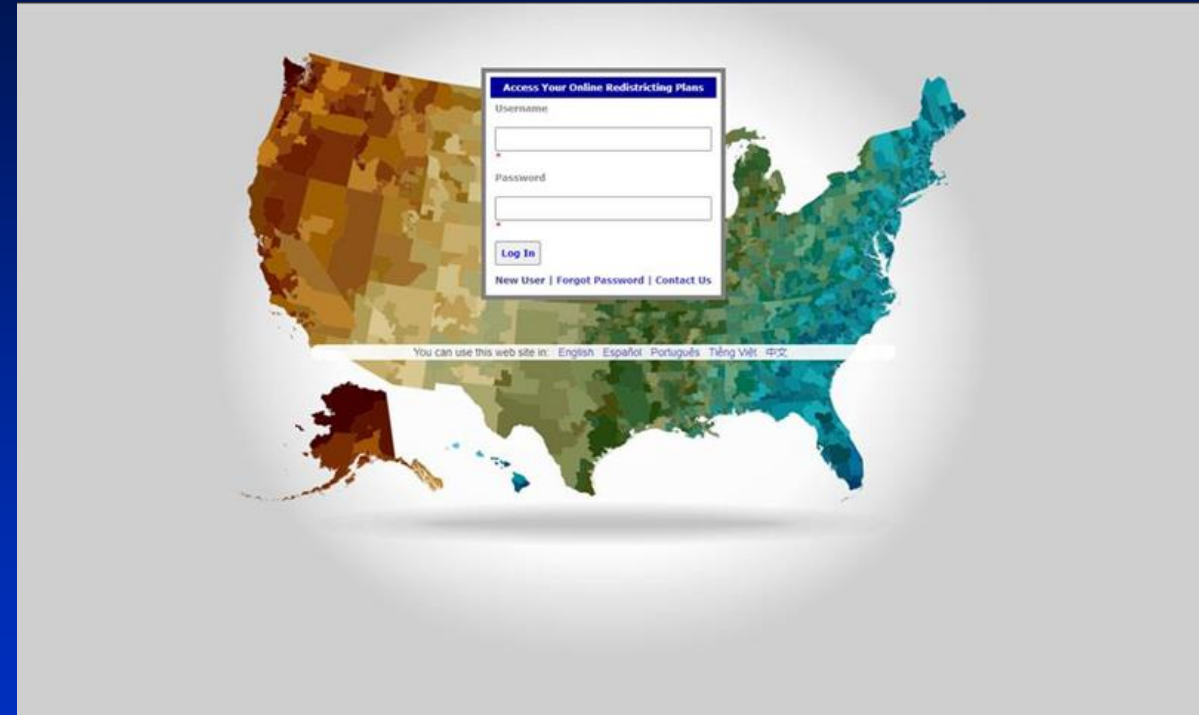 Access Your Online Redistricting Plans
Username
*
Password
*
Log In
New User | Forgot Password | Contact Us
You can use this web site in: English Español Português Tiếng Việt 中文